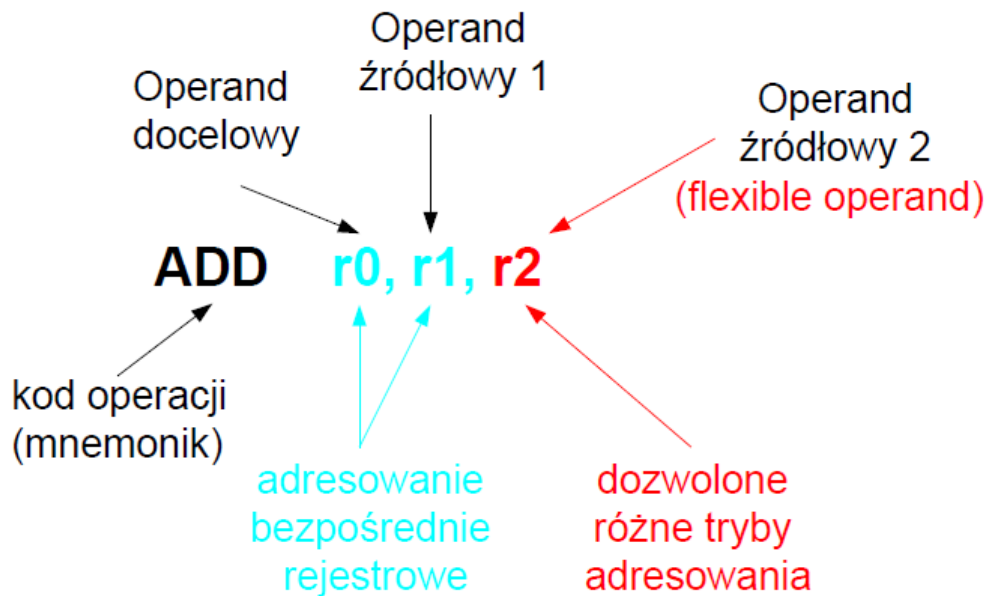 Operand
źródłowy 1
Operand
docelowy
Operand
źródłowy 2
(flexible operand)
ADD r0, r1, r2
kod operacji
(mnemonik)
adresowanie
bezpośrednie
rejestrowe
dozwolone
różne tryby
adresowania